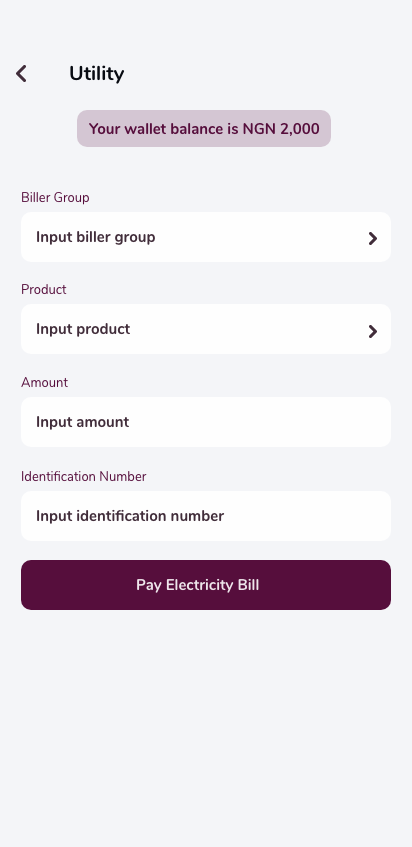 Utility
Your wallet balance is NGN 2,000
Biller Group
Input biller group
Product
Input product
Amount
Input amount
Identification Number
Input identification number
Pay Electricity Bill